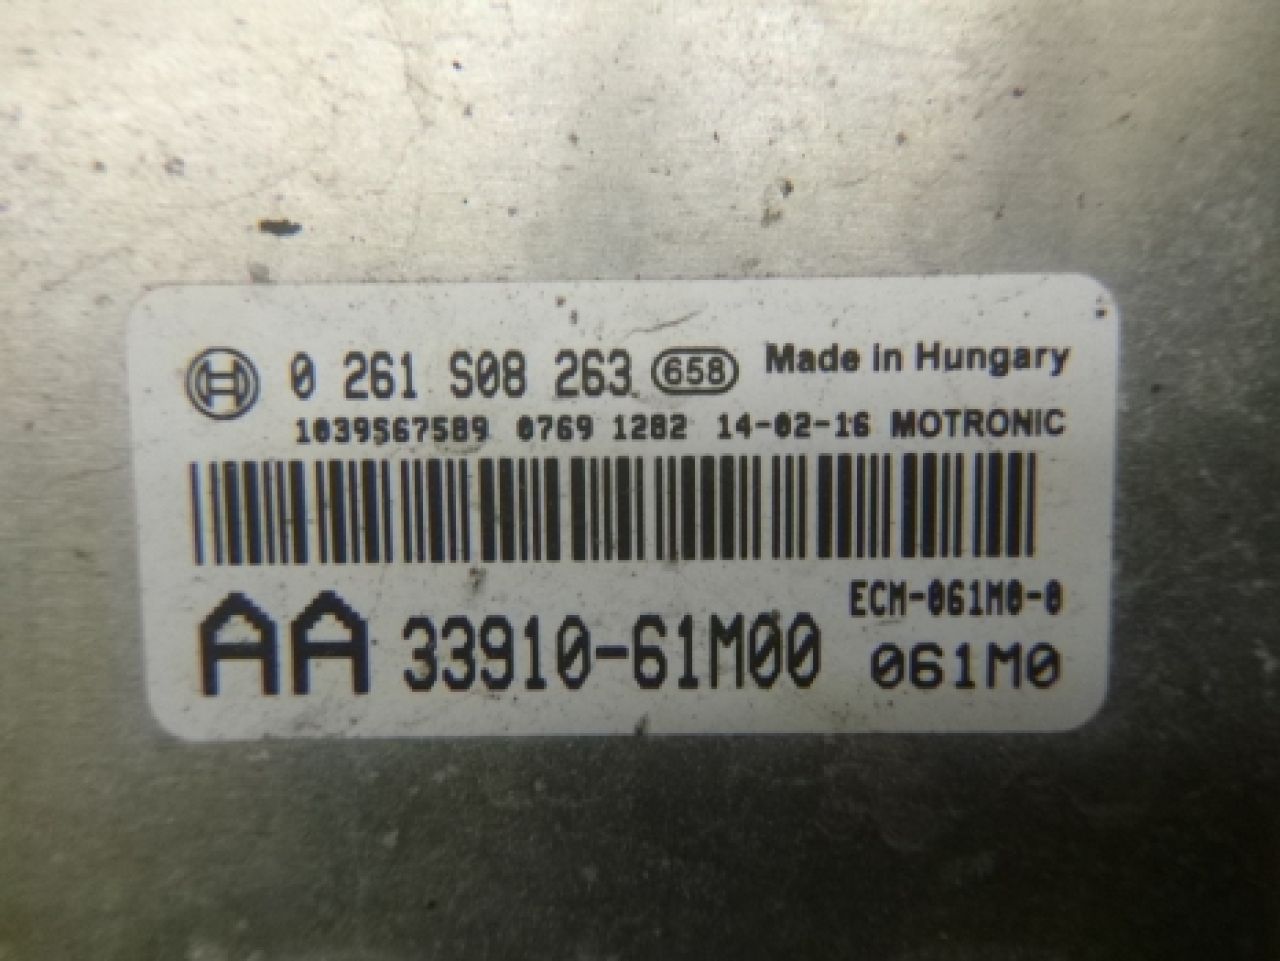 0 261 S08 263 658 Made in Hungary
1039S67589 0769 1282 14-02-16 MOTRONIC
ECM-061M0-0
AA 33910-61M00 061M0